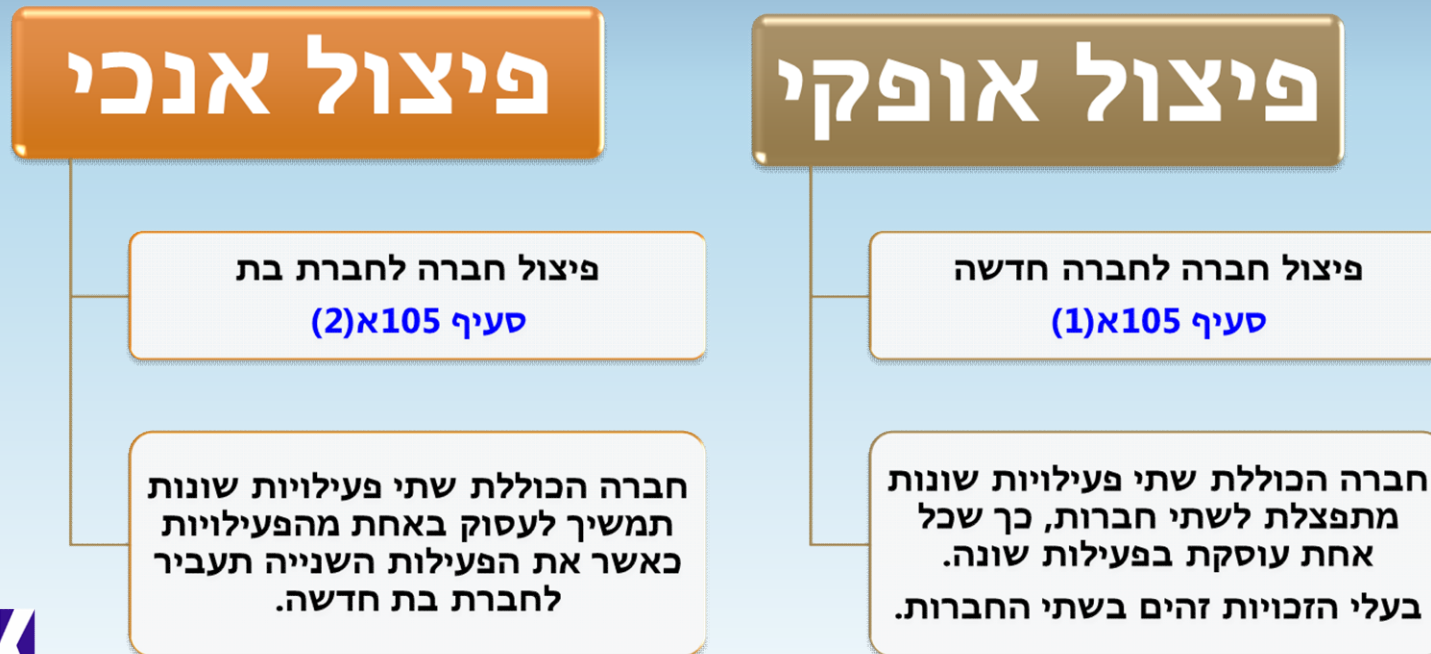 פיצול אופקי
פיצול חברה לחברה חדשה
סעיף 105א(1)
חברה הכוללת שתי פעילויות שונות
מתפצלת לשתי חברות, כך שכל
אחת עוסקת בפעילות שונה.
בעלי הזכויות זהים בשתי החברות.
פיצול אנכי
פיצול חברה לחברת בת
סעיף 105א(2)
חברה הכוללת שתי פעילויות שונות
תמשיך לעסוק באחת מהפעילויות
כאשר את הפעילות השנייה תעביר
לחברת בת חדשה.